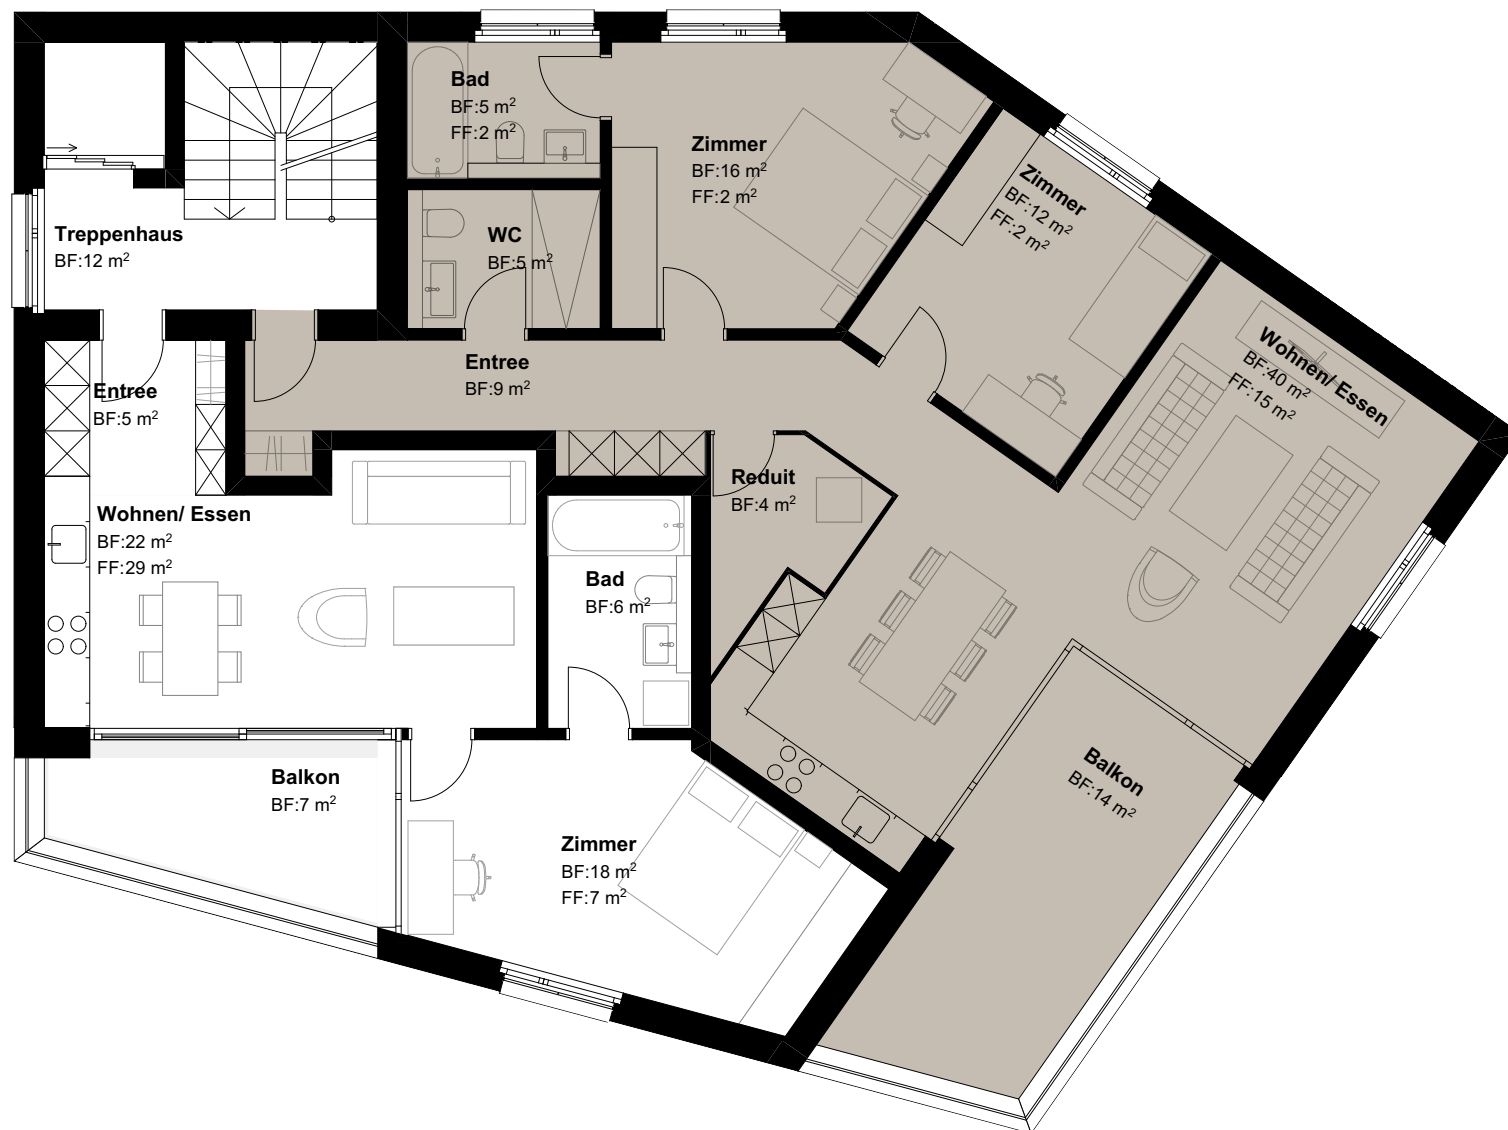 Bad
BF:5 m²
FF:2 m²
Zimmer
BF:16 m²
FF:2 m²
Zimmer
BF:12 m²
FF:2 m²
Treppenhaus
BF:12 m²
WC
BF:5 m²
Entree
BF:9 m²
Wohnen/ Essen
BF:40 m²
FF:15 m²
Entree
BF:5 m²
Reduit
BF:4 m²
Wohnen/ Essen
BF:22 m²
FF:29 m²
Bad
BF:6 m²
Balkon
BF:7 m²
Balkon
BF:14 m²
Zimmer
BF:18 m²
FF:7 m²